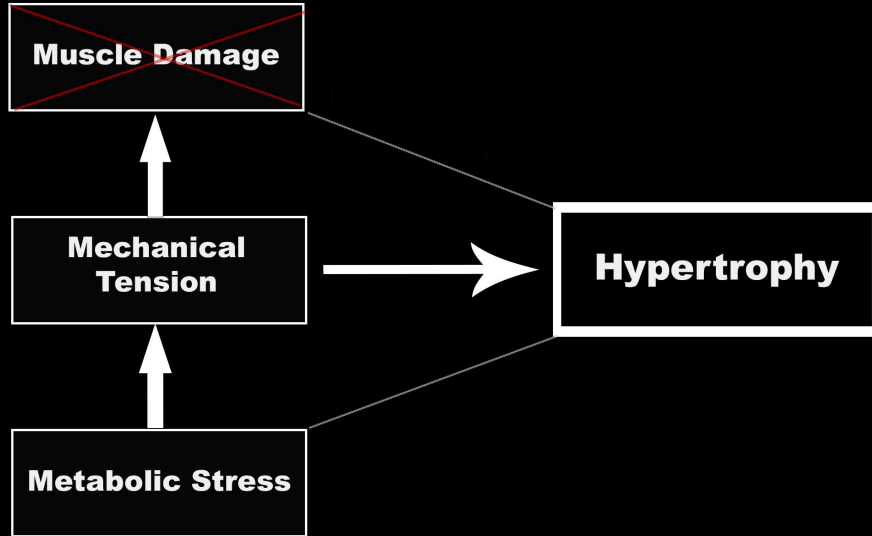 Muscle Damage
Mechanical
Tension
Hypertrophy
Metabolic Stress